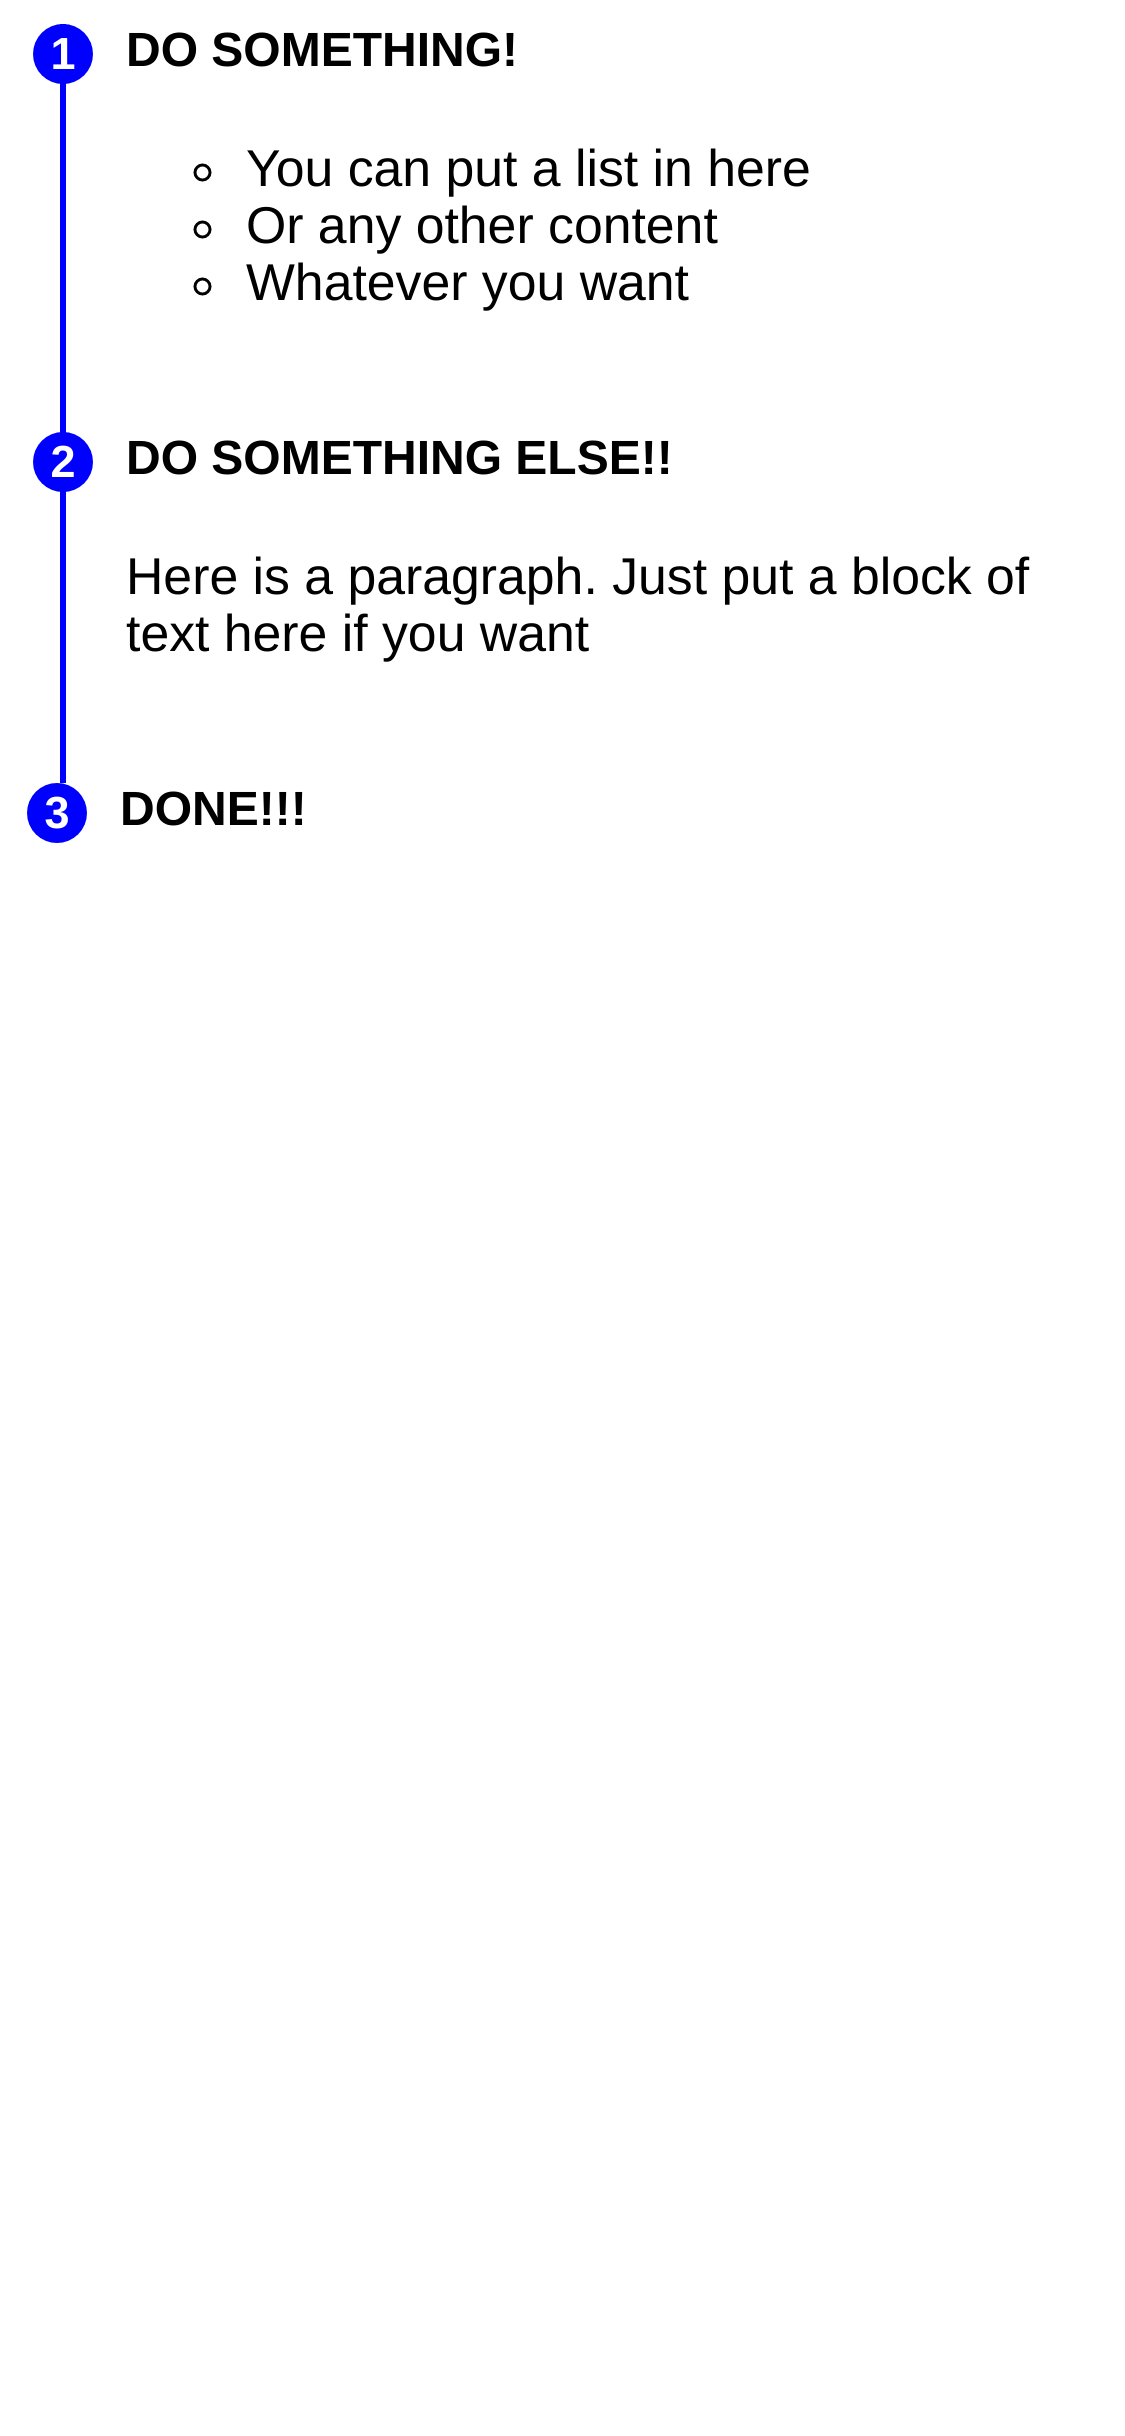 1 DO SOMETHING!
You can put a list in here
Or any other content
Whatever you want
2 DO SOMETHING ELSE!!
Here is a paragraph. Just put a block of
text here if you want
3 DONE!!!